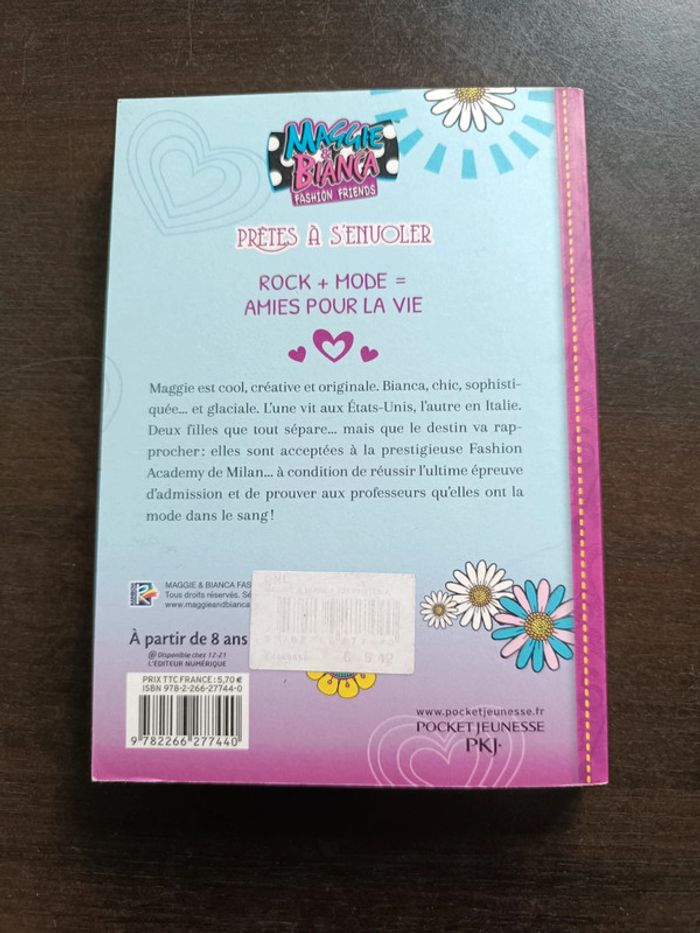 MAGGIE
&
BIANCA
FASHION FRIENDS
PRÊTES À S'ENVOLER
ROCK + MODE =
AMIES POUR LA VIE
Maggie est cool, créative et originale. Bianca, chic, sophisti-
quée... et glaciale. L'une vit aux États-Unis, l'autre en Italie.
Deux filles que tout sépare... mais que le destin va rap-
procher : elles sont acceptées à la prestigieuse Fashion
Academy de Milan... à condition de réussir l'ultime épreuve
d'admission et de prouver aux professeurs qu'elles ont la
mode dans le sang !
RAINBOW
MAGGIE & BIANCA FAS
Tous droits réservés. Sé
www.maggieandbianca
À partir de 8 ans
@ Disponible chez 12-21
L'ÉDITEUR NUMÉRIQUE
PRIX TTC FRANCE : 5,70 €
ISBN 978-2-266-27744-0
9 782266 277440
www.pocketjeunesse.fr
POCKET JEUNESSE
PKJ·